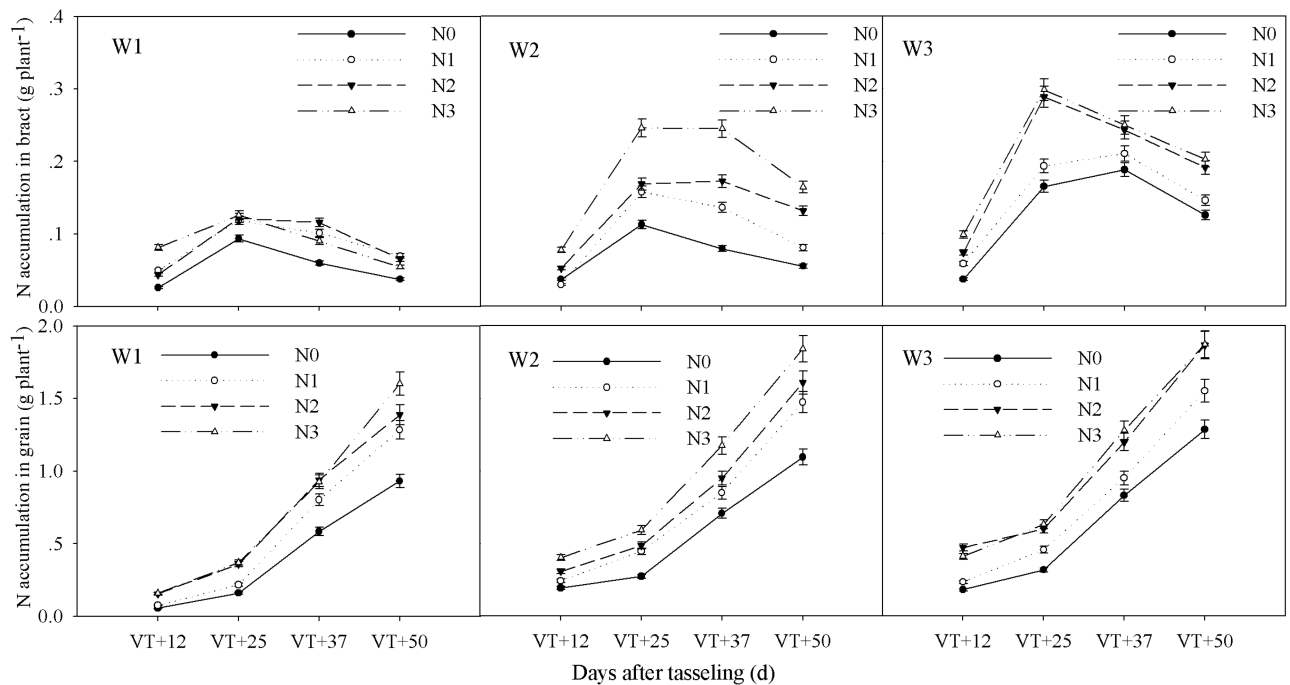 N accumulation in bract (g plant⁻¹)
.4
.3
.2
.1
0.0
W1
N0
N1
N2
N3
W2
N0
N1
N2
N3
W3
N0
N1
N2
N3
N accumulation in grain (g plant⁻¹)
2.0
1.5
1.0
.5
0.0
W1
N0
N1
N2
N3
W2
N0
N1
N2
N3
W3
N0
N1
N2
N3
VT+12 VT+25 VT+37 VT+50
VT+12 VT+25 VT+37 VT+50
VT+12 VT+25 VT+37 VT+50
Days after tasseling (d)